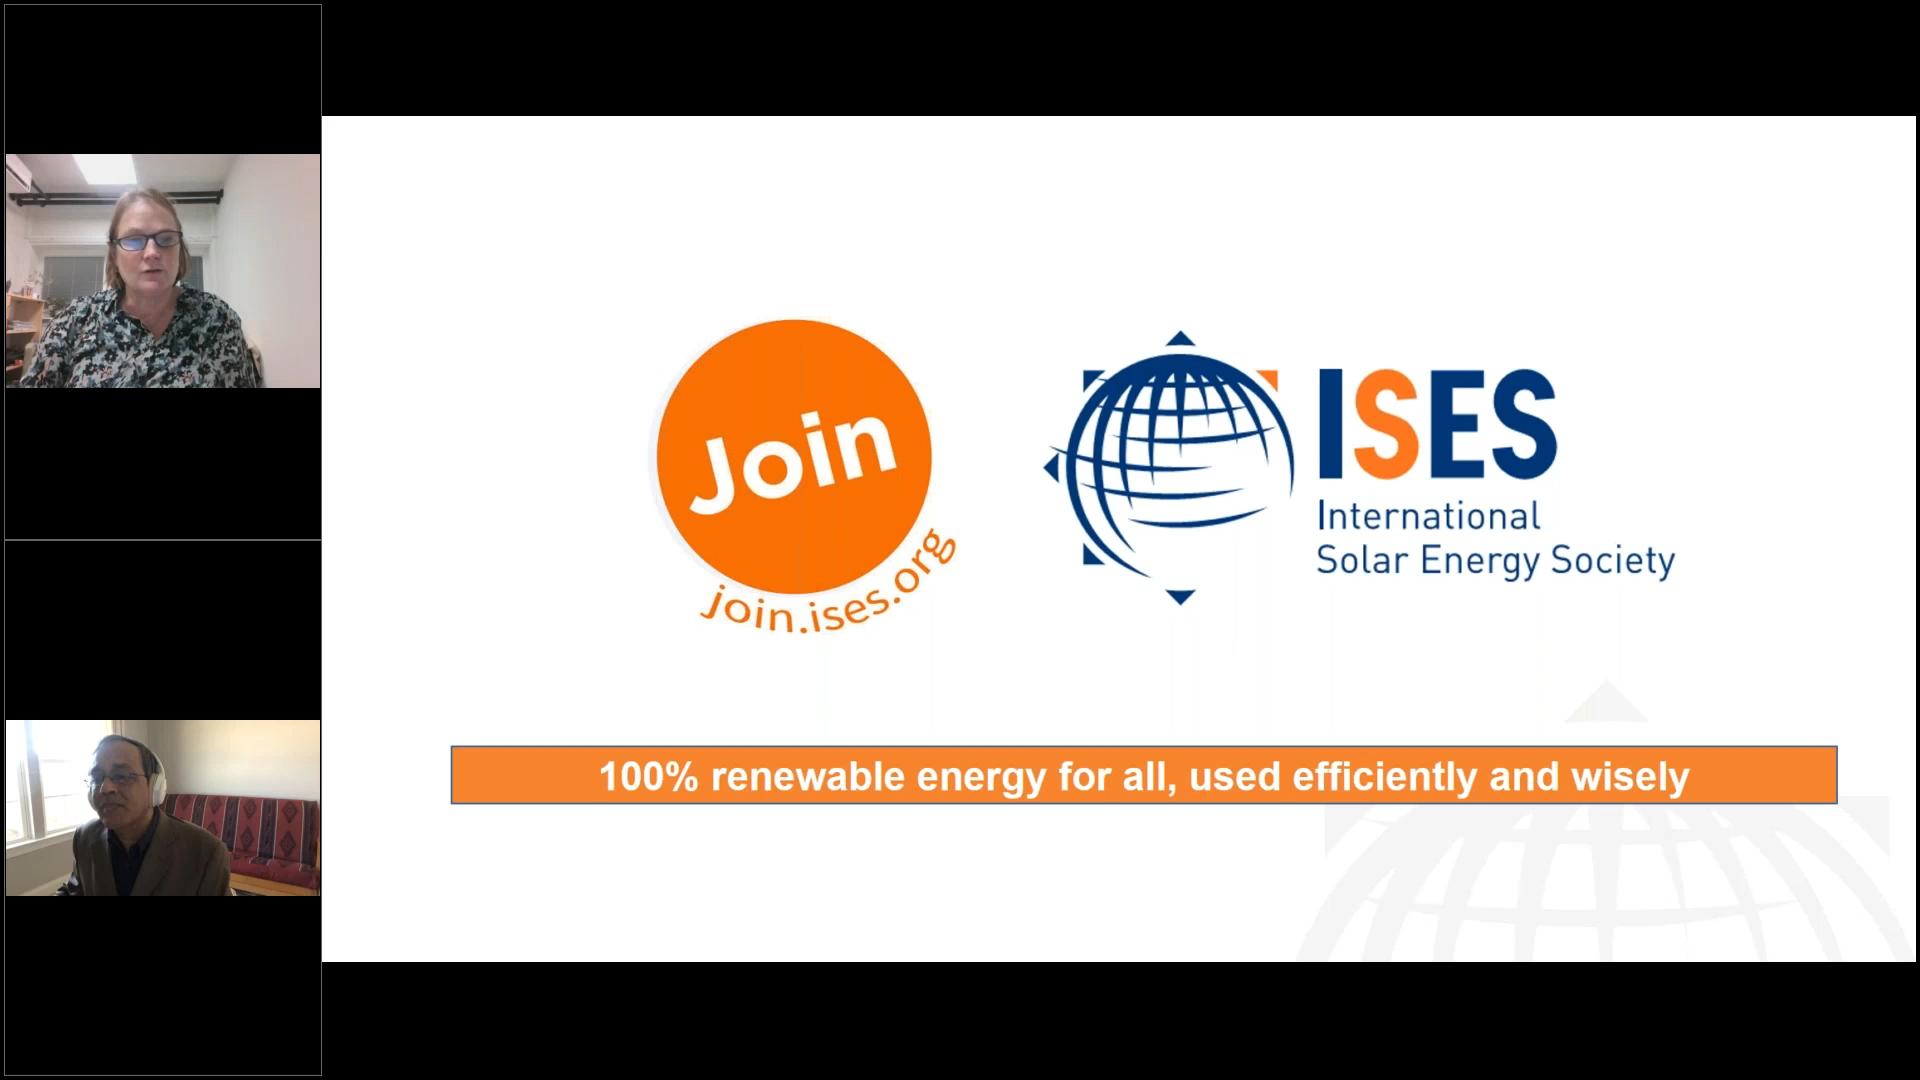 Join
join.ises.org
ISES
International
Solar Energy Society
100% renewable energy for all, used efficiently and wisely